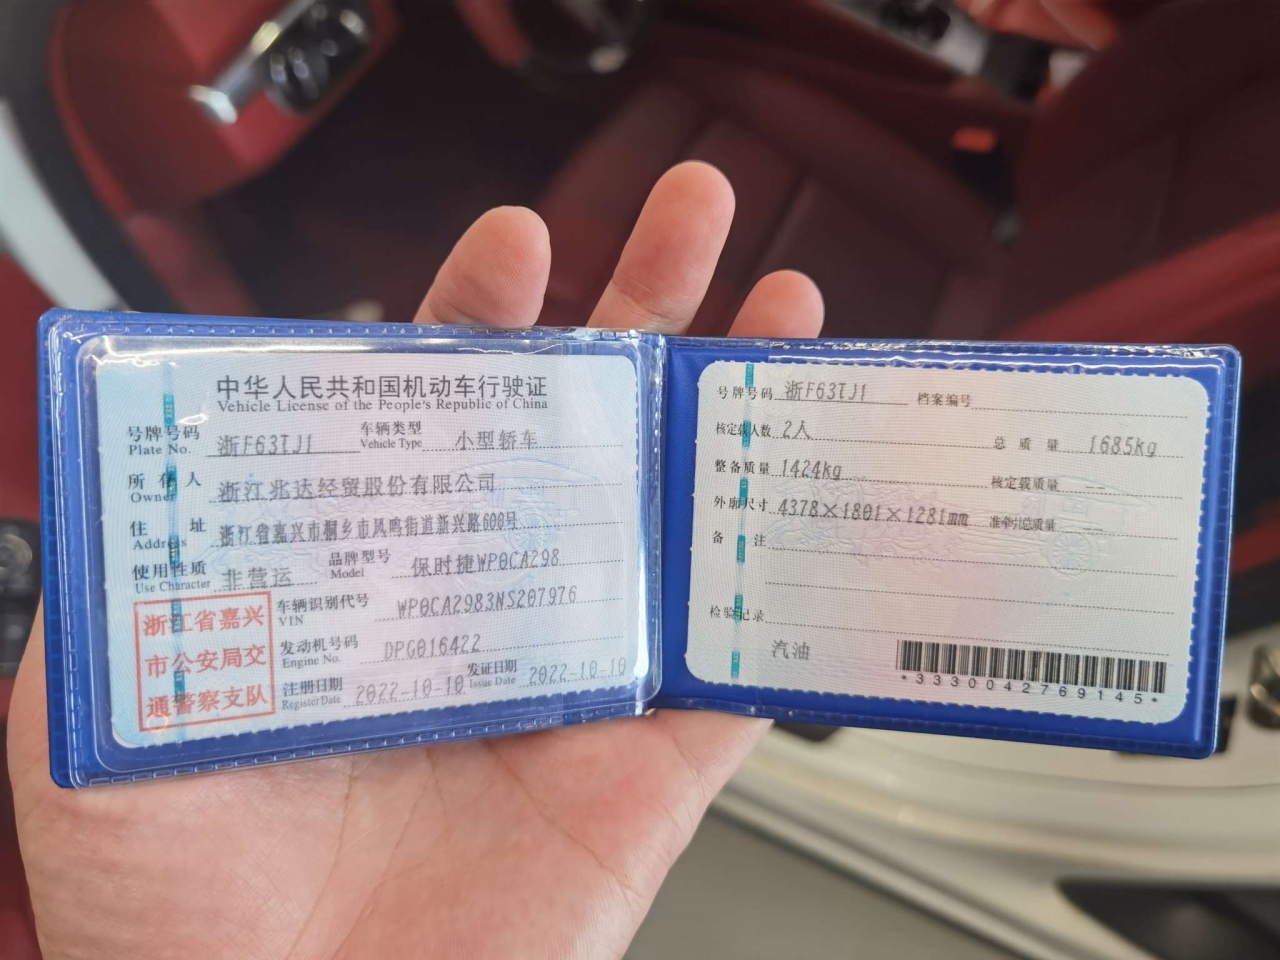 中华人民共和国机动车行驶证
Vehicle License of the People's Republic of China
号牌号码 浙F63TJ1 车辆类型 小型轿车
Plate No. Vehicle Type
所有人 浙江兆达经贸股份有限公司
Owner
住址 浙江省嘉兴市桐乡市凤鸣街道新兴路600号
Address
使用性质 非营运 品牌型号 保时捷WP0CA298
Use Character Model
浙江省嘉兴
市公安局交
通警察支队
车辆识别代号 WP0CA2983NS207976
VIN
发动机号码 DPG016422
Engine No.
注册日期 2022-10-10 发证日期 2022-10-10
Register Date Issue Date
号牌号码 浙F63TJ1 档案编号
核定载人数 2人 总质量 1685kg
整备质量 1424kg 核定载质量 --
外廓尺寸 4378×1801×1281mm 准牵引总质量 --
备注
检验记录
汽油
*3330042769145*